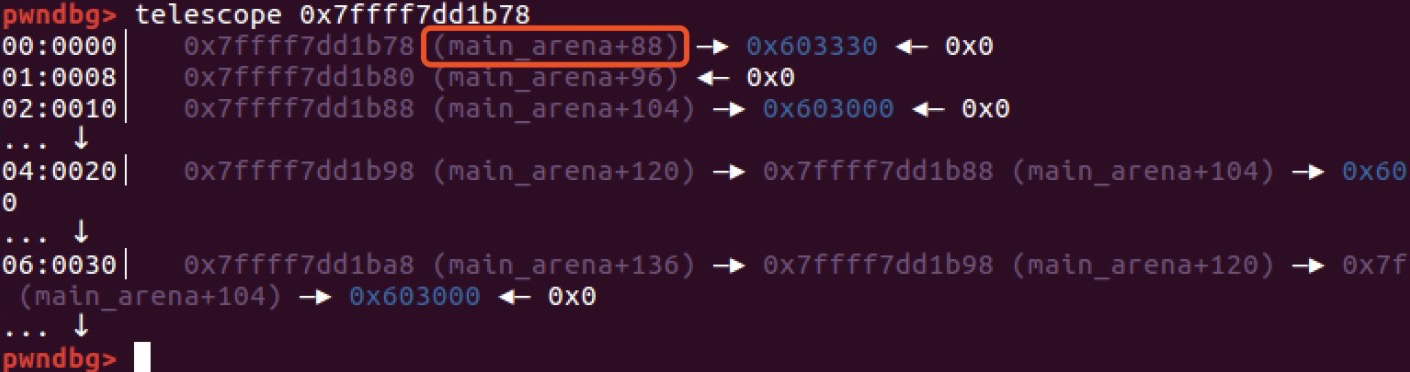 pwndbg> telescope 0x7ffff7dd1b78
00:0000│ 0x7ffff7dd1b78 (main_arena+88) —▸ 0x603330 ◂— 0x0
01:0008│ 0x7ffff7dd1b80 (main_arena+96) ◂— 0x0
02:0010│ 0x7ffff7dd1b88 (main_arena+104) —▸ 0x603000 ◂— 0x0
... ↓
04:0020│ 0x7ffff7dd1b98 (main_arena+120) —▸ 0x7ffff7dd1b88 (main_arena+104) —▸ 0x60
0
... ↓
06:0030│ 0x7ffff7dd1ba8 (main_arena+136) —▸ 0x7ffff7dd1b98 (main_arena+120) —▸ 0x7f
(main_arena+104) —▸ 0x603000 ◂— 0x0
... ↓
pwndbg>